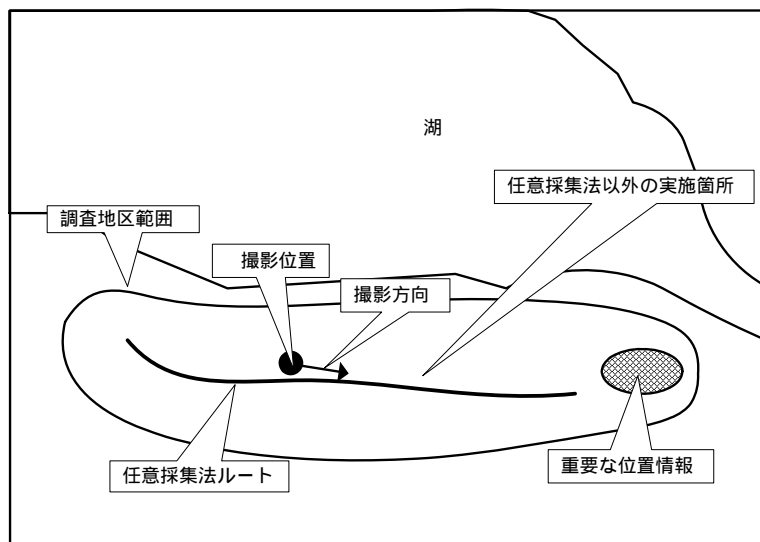 湖
任意採集法以外の実施箇所
調査地区範囲
撮影位置
撮影方向
任意採集法ルート
重要な位置情報